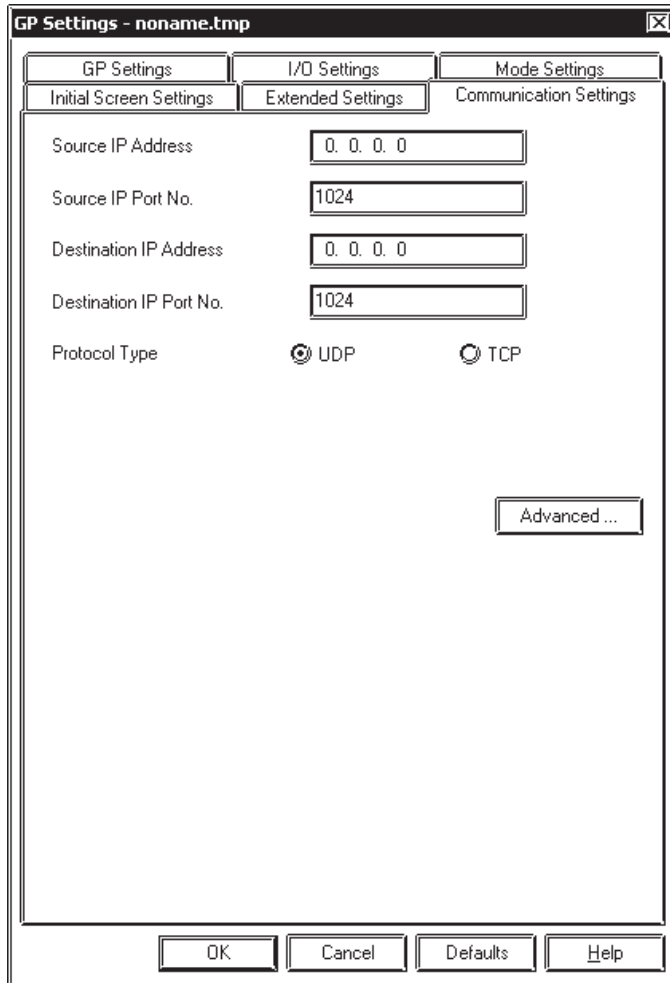 GP Settings - noname.tmp
GP Settings I/O Settings Mode Settings
Initial Screen Settings Extended Settings Communication Settings
Source IP Address 0. 0. 0. 0
Source IP Port No. 1024
Destination IP Address 0. 0. 0. 0
Destination IP Port No. 1024
Protocol Type UDP TCP
Advanced ...
OK Cancel Defaults Help